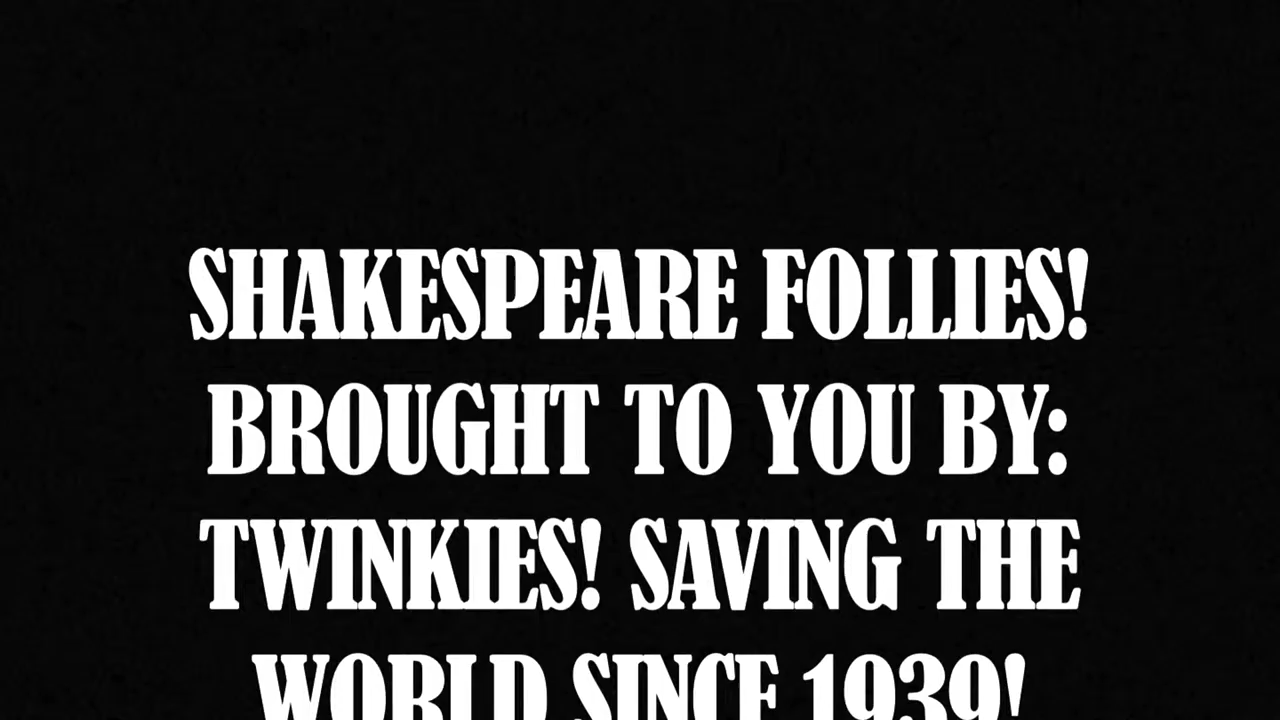 SHAKESPEARE FOLLIES!
BROUGHT TO YOU BY:
TWINKIES! SAVING THE
WORLD SINCE 1939!